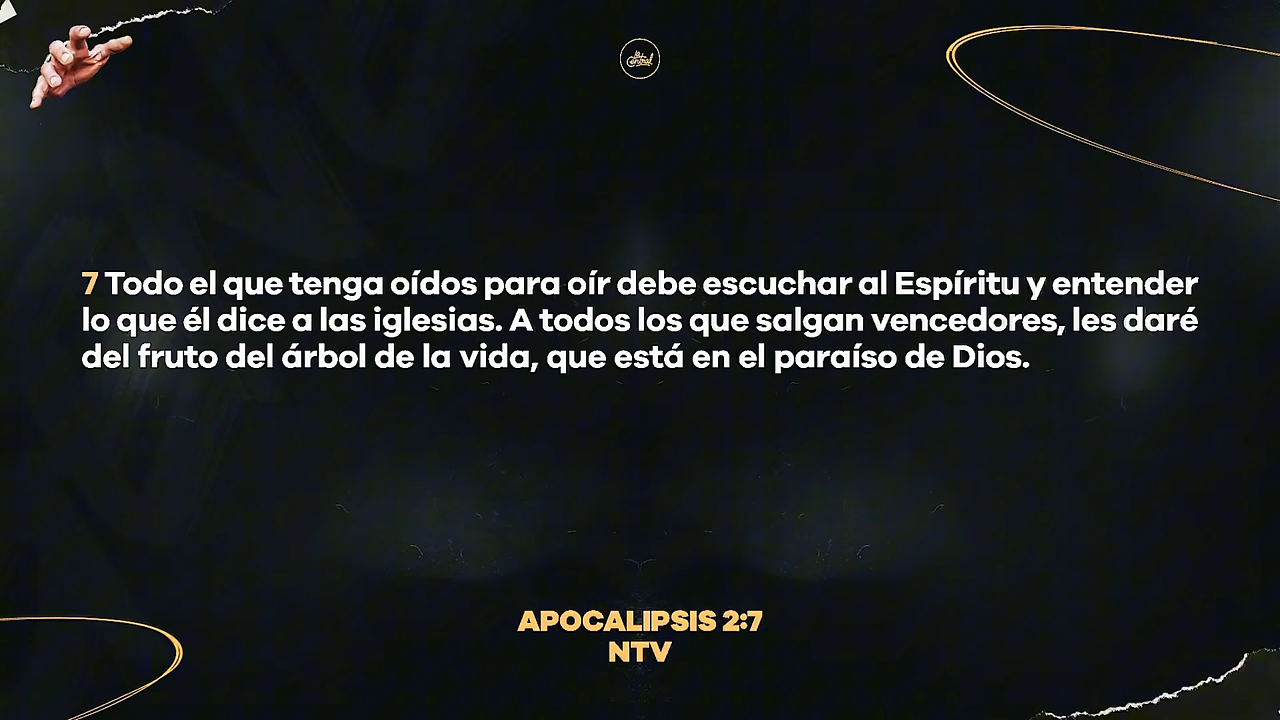 Central
7 Todo el que tenga oídos para oír debe escuchar al Espíritu y entender
lo que él dice a las iglesias. A todos los que salgan vencedores, les daré
del fruto del árbol de la vida, que está en el paraíso de Dios.
APOCALIPSIS 2:7
NTV